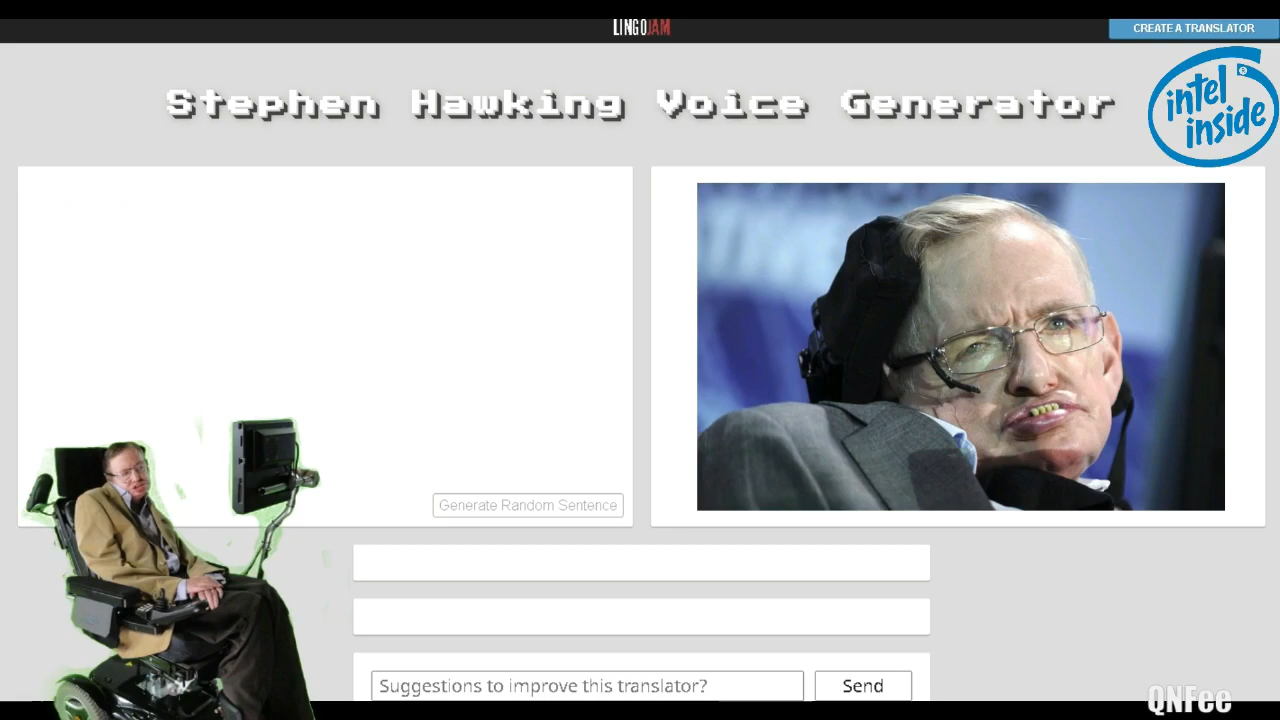 LINGOJAM
CREATE A TRANSLATOR
Stephen Hawking Voice Generator
intel
inside
®
Generate Random Sentence
Suggestions to improve this translator?
Send
QNFee